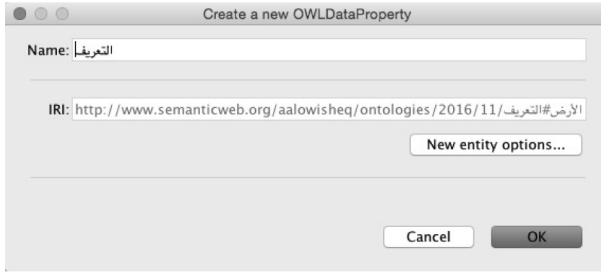 Create a new OWLDataProperty
Name: التعريف
IRI: http://www.semanticweb.org/aalowisheq/ontologies/2016/11/الأرض#التعريف
New entity options...
Cancel OK